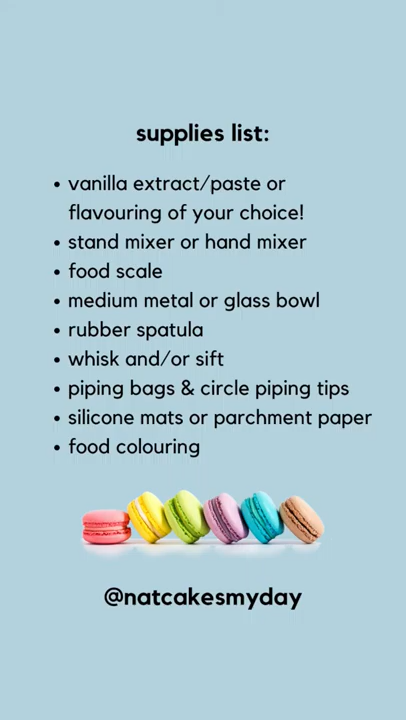 supplies list:
• vanilla extract/paste or
flavouring of your choice!
• stand mixer or hand mixer
• food scale
• medium metal or glass bowl
• rubber spatula
• whisk and/or sift
• piping bags & circle piping tips
• silicone mats or parchment paper
• food colouring
@natcakesmyday